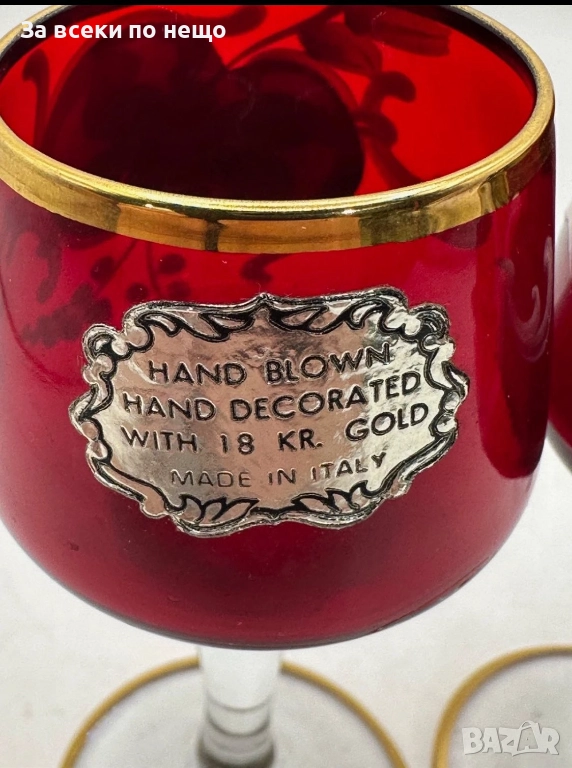 За всеки по нещо
HAND BLOWN
HAND DECORATED
WITH 18 KR. GOLD
MADE IN ITALY
BAZAR